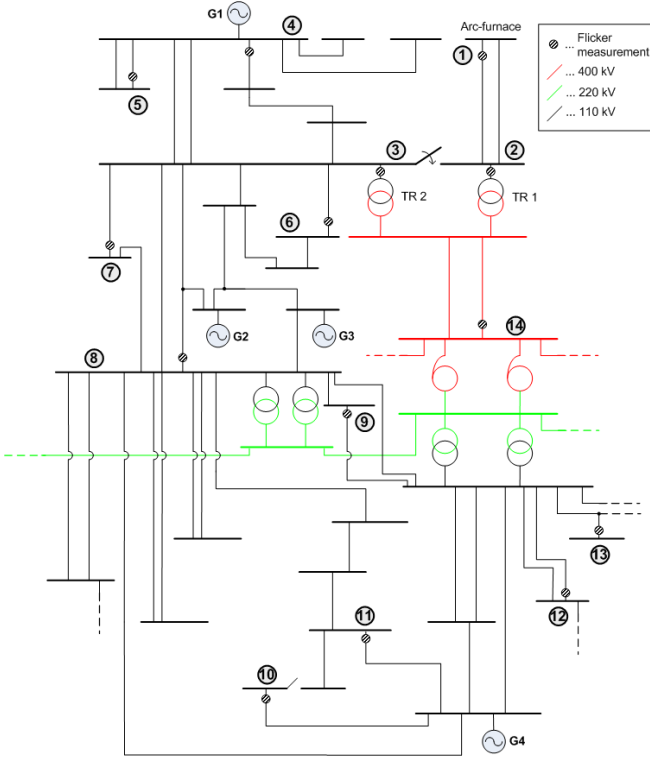 G1
4
Arc-furnace
1
5
... Flicker
measurement
... 400 kV
... 220 kV
... 110 kV
3
2
TR 2
TR 1
6
7
G2
G3
14
8
9
13
12
11
10
G4